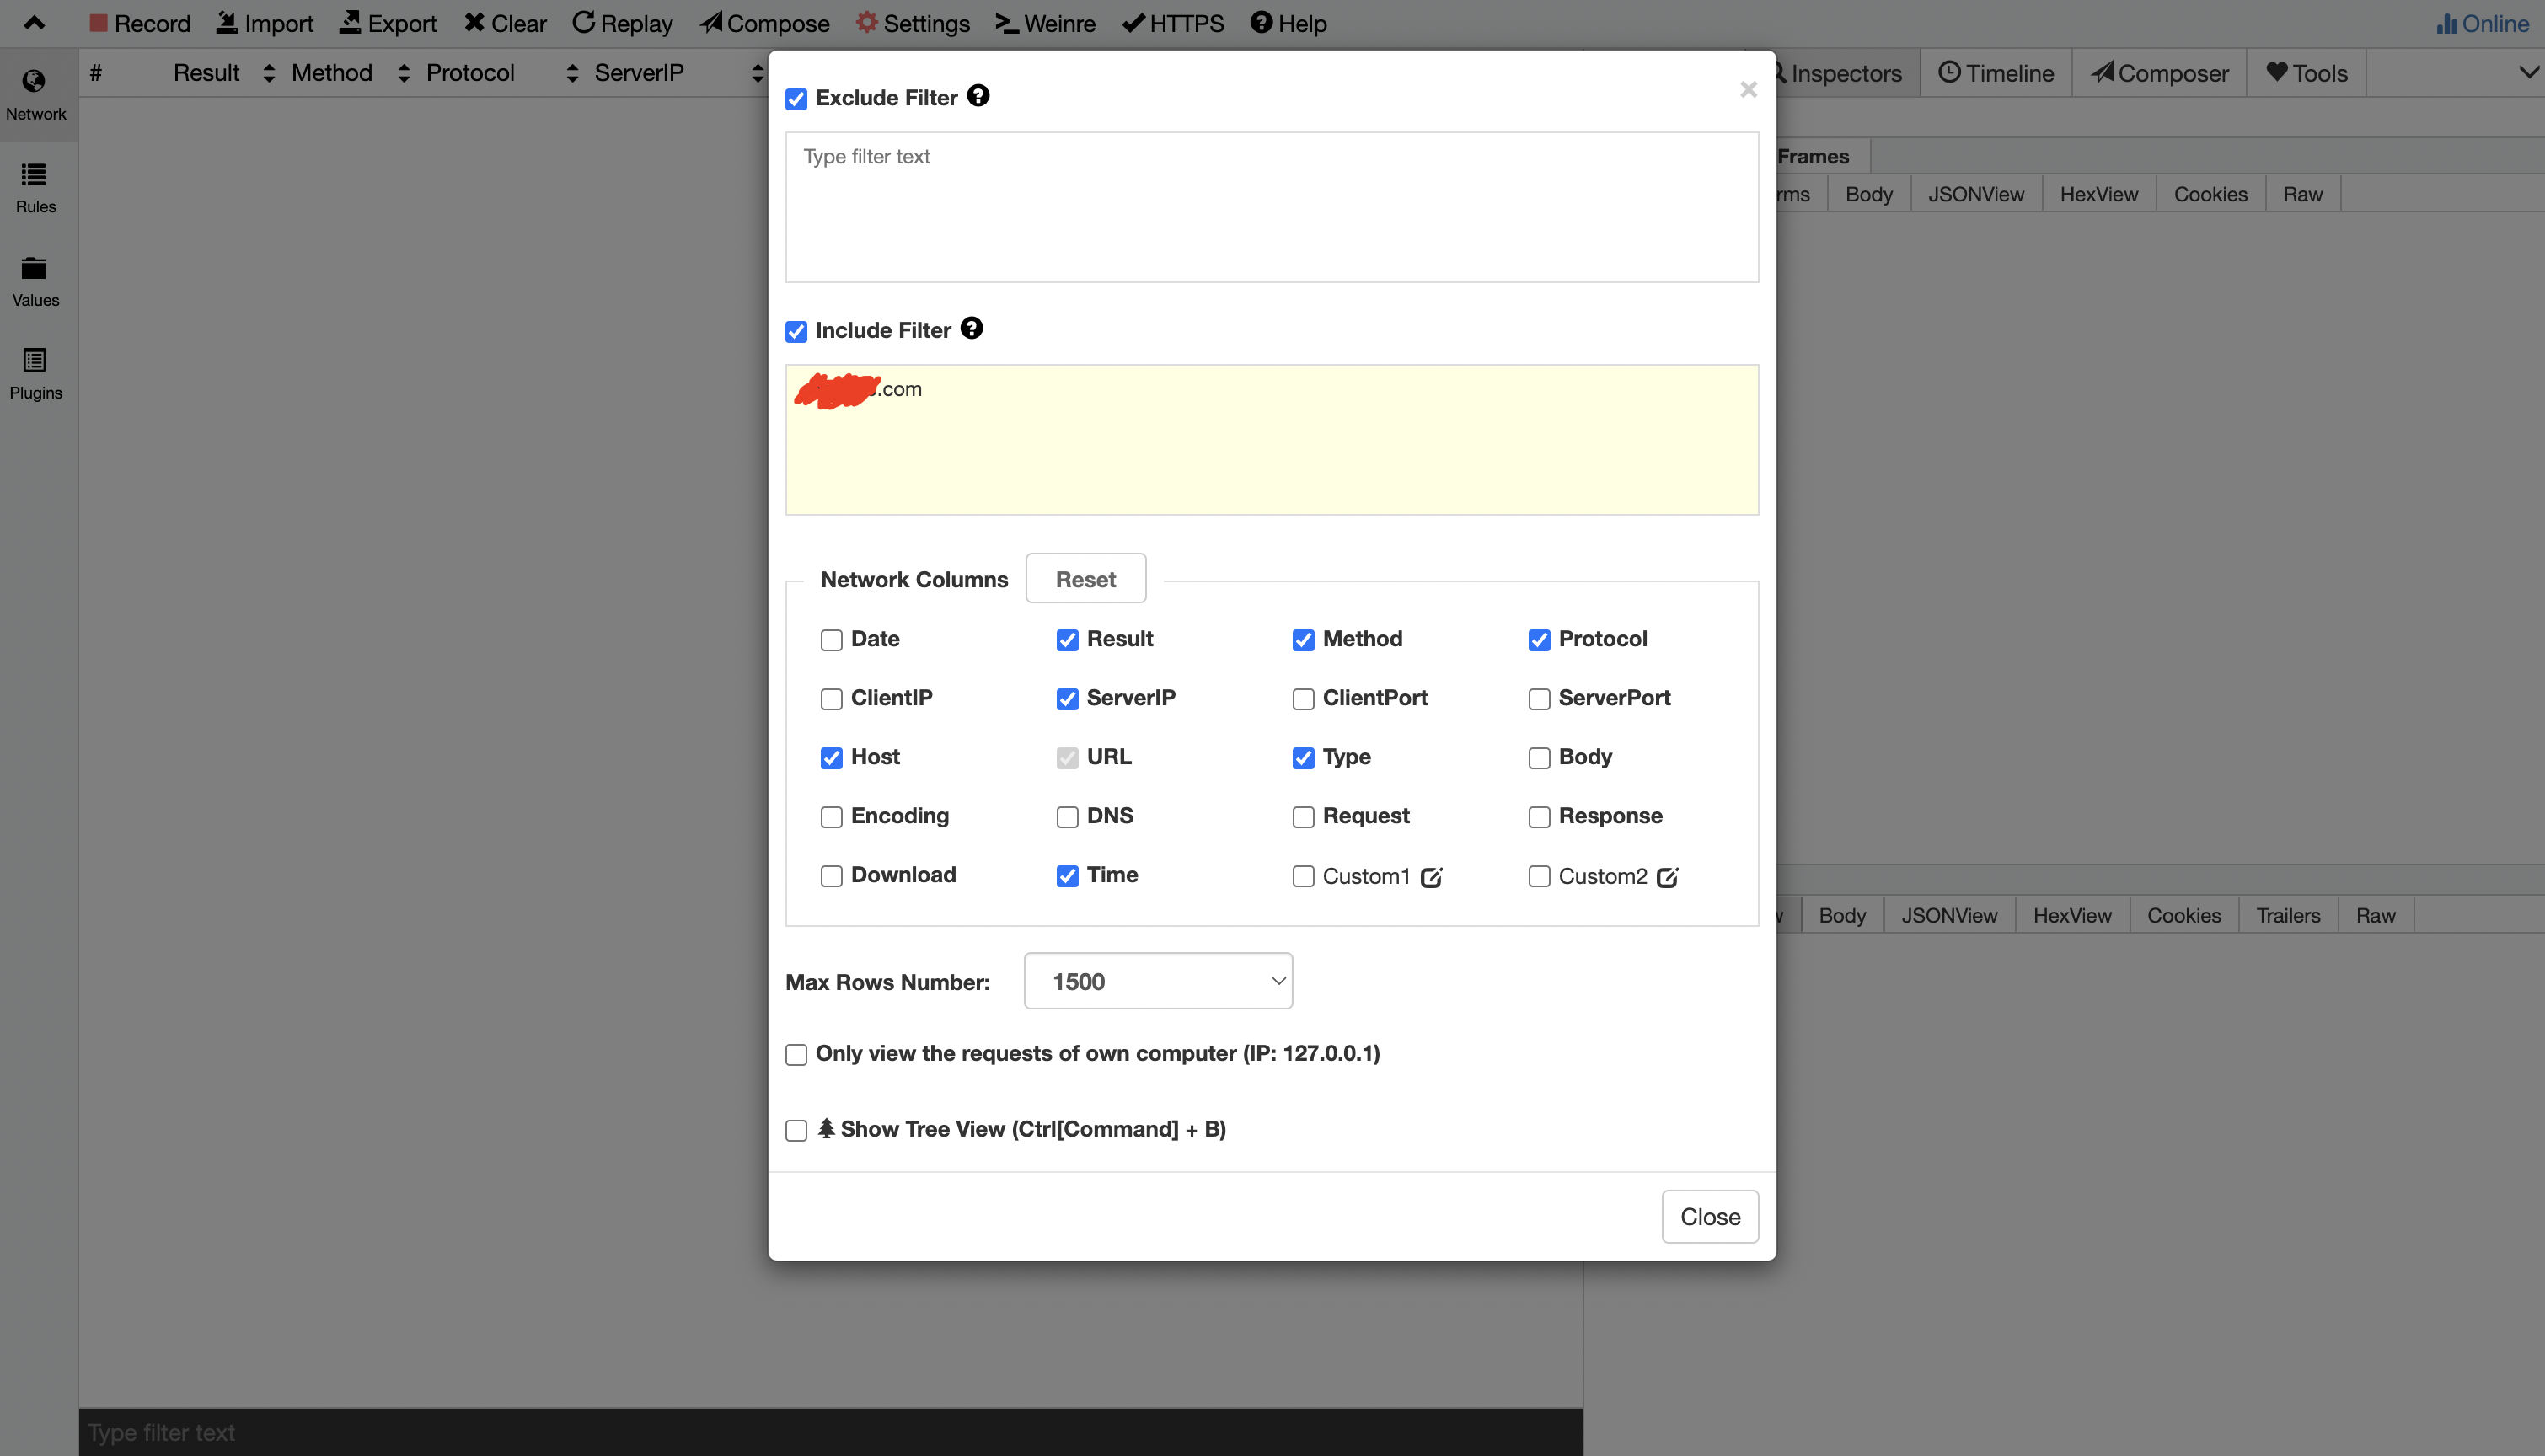 Record Import Export Clear Replay Compose Settings Weinre HTTPS Help Online
# Result Method Protocol ServerIP
Inspectors Timeline Composer Tools
Network
Rules
Values
Plugins
Frames
rms Body JSONView HexView Cookies Raw
Exclude Filter
×
Type filter text
Include Filter
.com
Network Columns Reset
Date Result Method Protocol
ClientIP ServerIP ClientPort ServerPort
Host URL Type Body
Encoding DNS Request Response
Download Time Custom1 Custom2
Max Rows Number: 1500
Only view the requests of own computer (IP: 127.0.0.1)
Show Tree View (Ctrl[Command] + B)
Close
Body JSONView HexView Cookies Trailers Raw
Type filter text